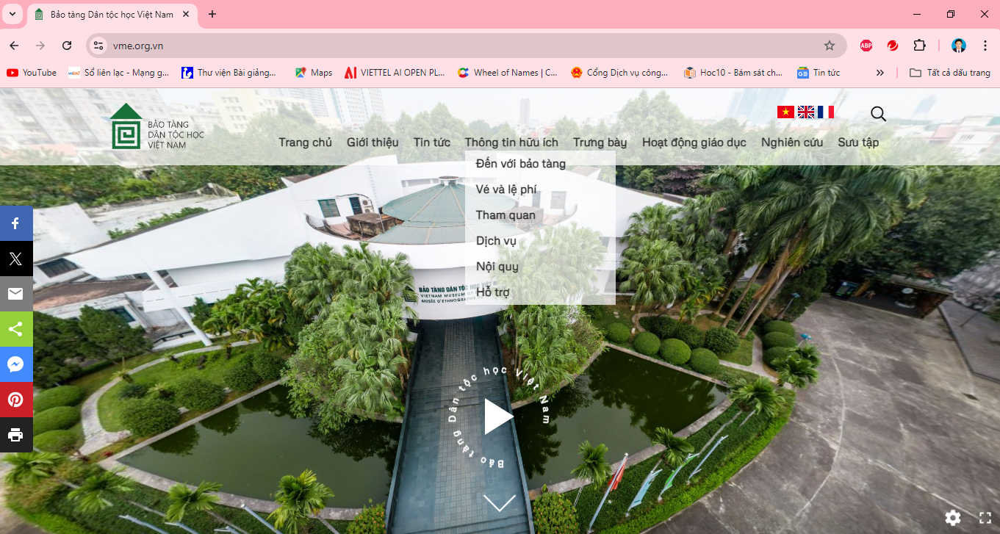 Bảo tàng Dân tộc học Việt Nam
vme.org.vn
ABP
YouTube
Sổ liên lạc - Mạng g...
Thư viện Bài giảng...
Maps
VIETTEL AI OPEN PL...
Wheel of Names | C...
Cổng Dịch vụ công...
Hoc10 - Bám sát ch...
Tin tức
Tất cả dấu trang
BẢO TÀNG
DÂN TỘC HỌC
VIỆT NAM
Trang chủ
Giới thiệu
Tin tức
Thông tin hữu ích
Trưng bày
Hoạt động giáo dục
Nghiên cứu
Sưu tập
Đến với bảo tàng
Vé và lệ phí
Tham quan
Dịch vụ
Nội quy
Hỗ trợ
BẢO TÀNG DÂN TỘC HỌC VIỆT
VIETNAM MUSEUM OF
MUSÉE D'ETHNOGRAPHIE
Bảo tàng Dân tộc học Việt Nam